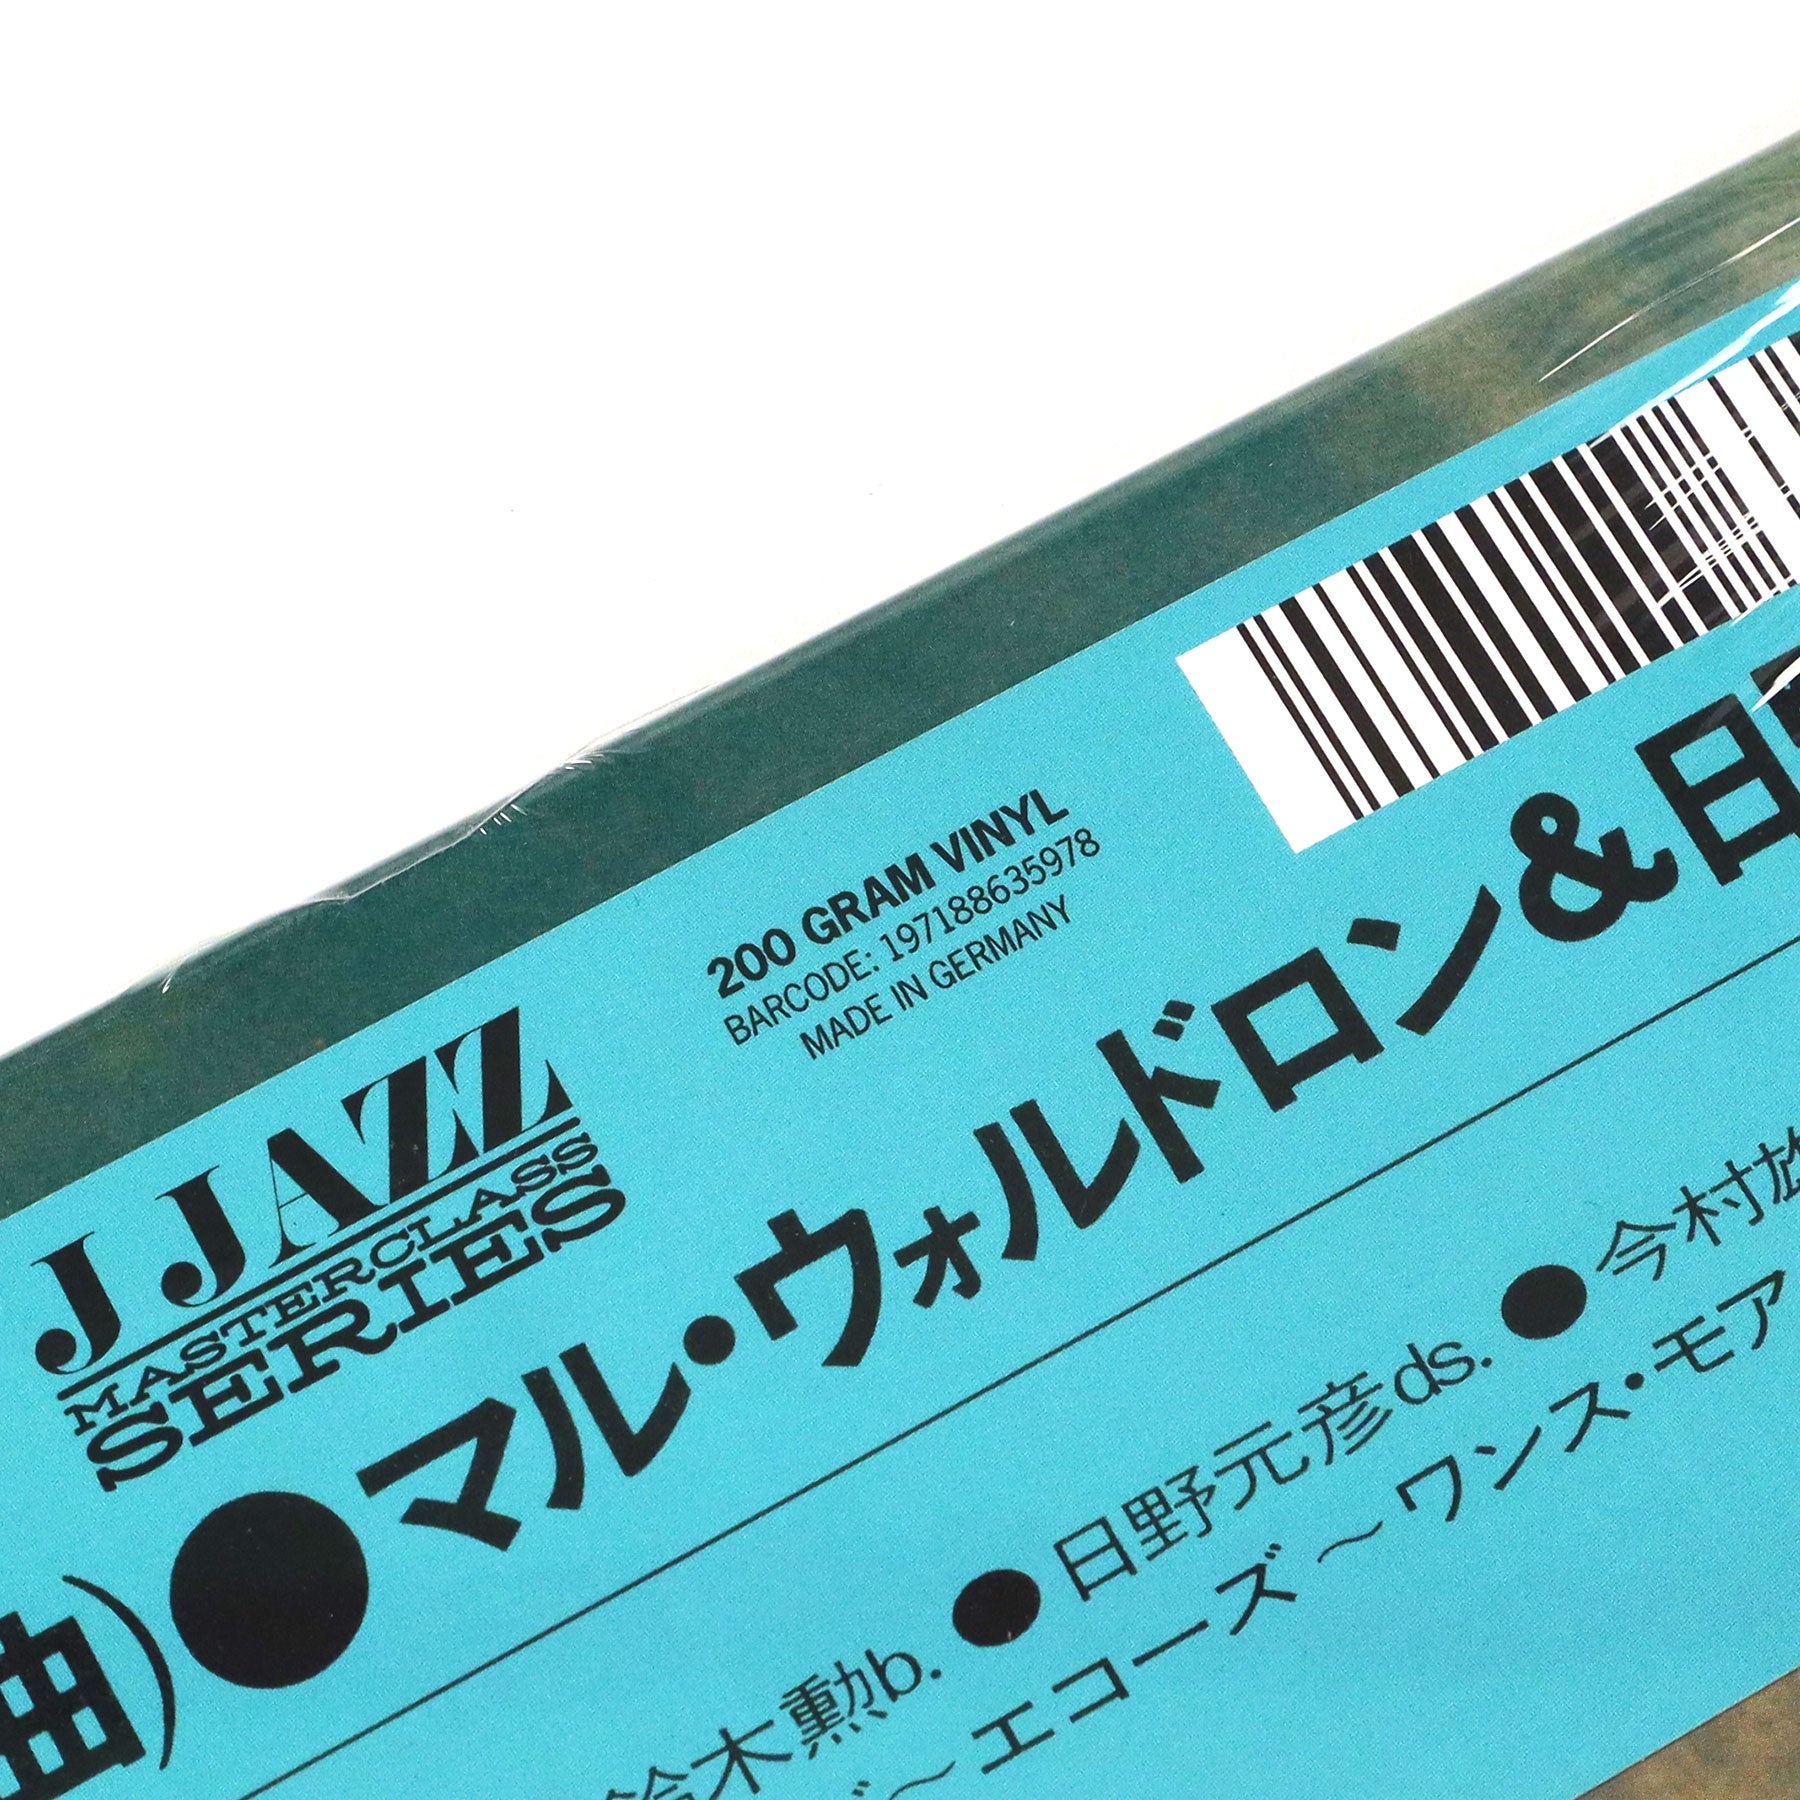 200 GRAM VINYL
BARCODE: 197188635978
MADE IN GERMANY
J JAZZ
MASTERCLASS
SERIES
曲)●マル・ウォルドロン&日
鈴木勲b. ●日野元彦ds. ●今村
ズ〜エコーズ〜ワンス・モア